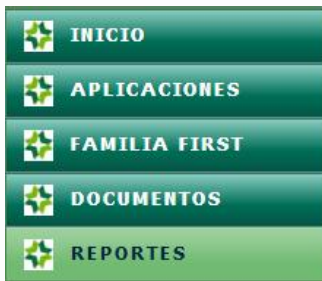 INICIO
APLICACIONES
FAMILIA FIRST
DOCUMENTOS
REPORTES